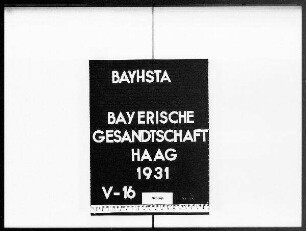 BAYHSTA
BAYERISCHE
GESANDTSCHAFT
HAAG
1931
V-16